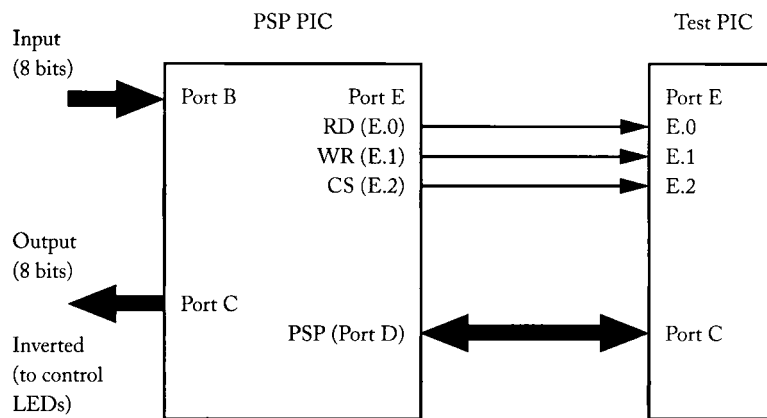 PSP PIC
Test PIC
Input
(8 bits)
Port B
Port E
RD (E.0)
WR (E.1)
CS (E.2)
Port E
E.0
E.1
E.2
Output
(8 bits)
Inverted
(to control
LEDs)
Port C
PSP (Port D)
Port C